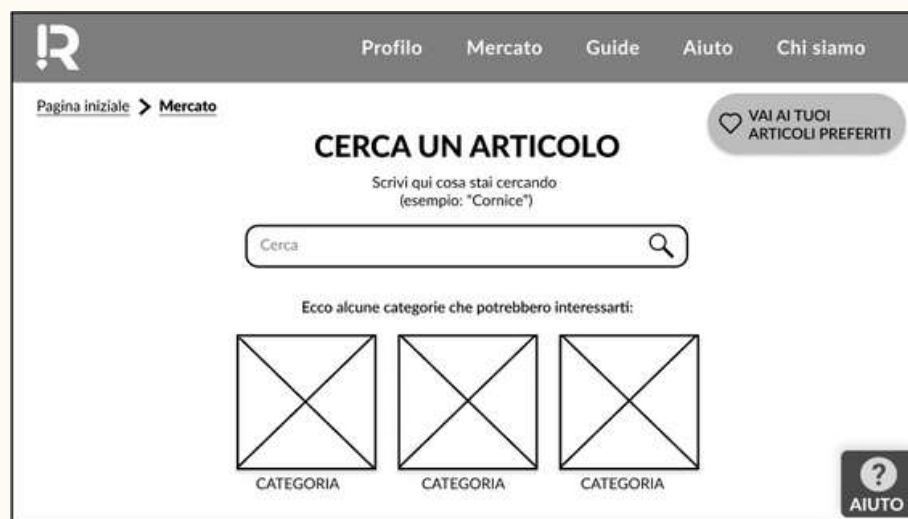 Profilo Mercato Guide Aiuto Chi siamo
Pagina iniziale > Mercato
VAI AI TUOI
ARTICOLI PREFERITI
CERCA UN ARTICOLO
Scrivi qui cosa stai cercando
(esempio: "Cornice")
Cerca
Ecco alcune categorie che potrebbero interessarti:
CATEGORIA CATEGORIA CATEGORIA
?
AIUTO